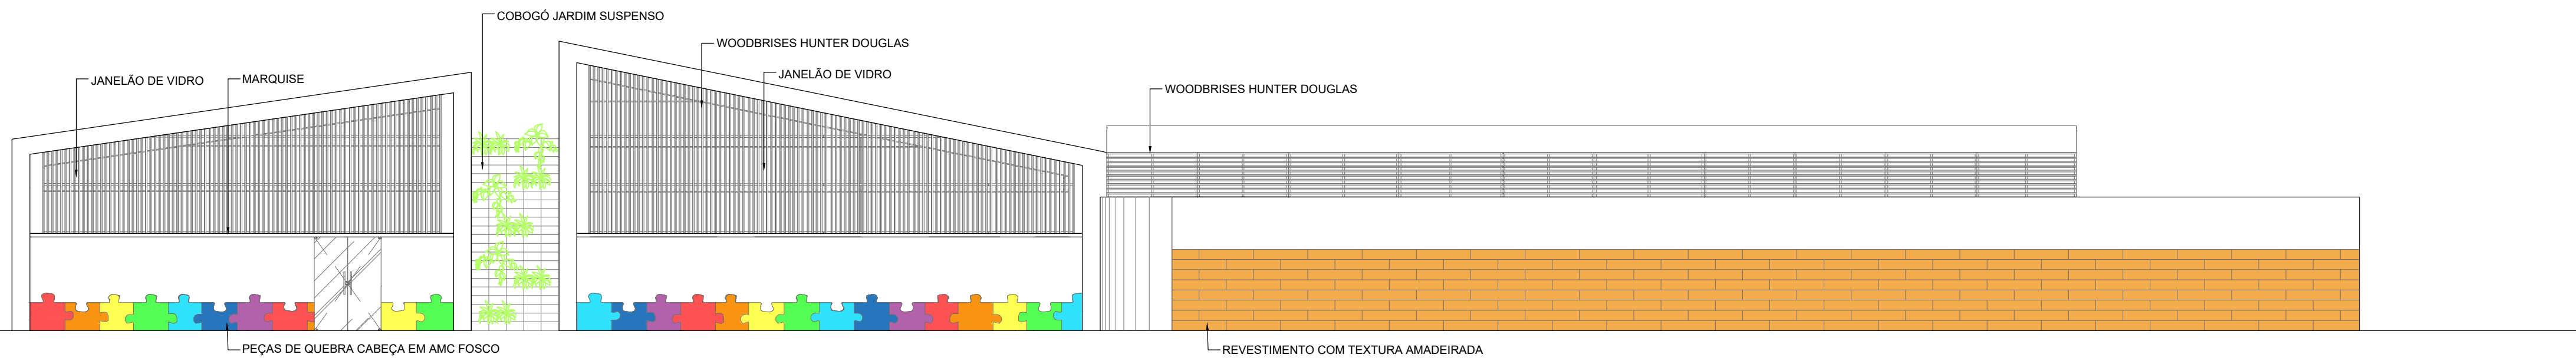 COBOGÓ JARDIM SUSPENSO
WOODBRISES HUNTER DOUGLAS
JANELÃO DE VIDRO
JANELÃO DE VIDRO
MARQUISE
WOODBRISES HUNTER DOUGLAS
PEÇAS DE QUEBRA CABEÇA EM AMC FOSCO
REVESTIMENTO COM TEXTURA AMADEIRADA